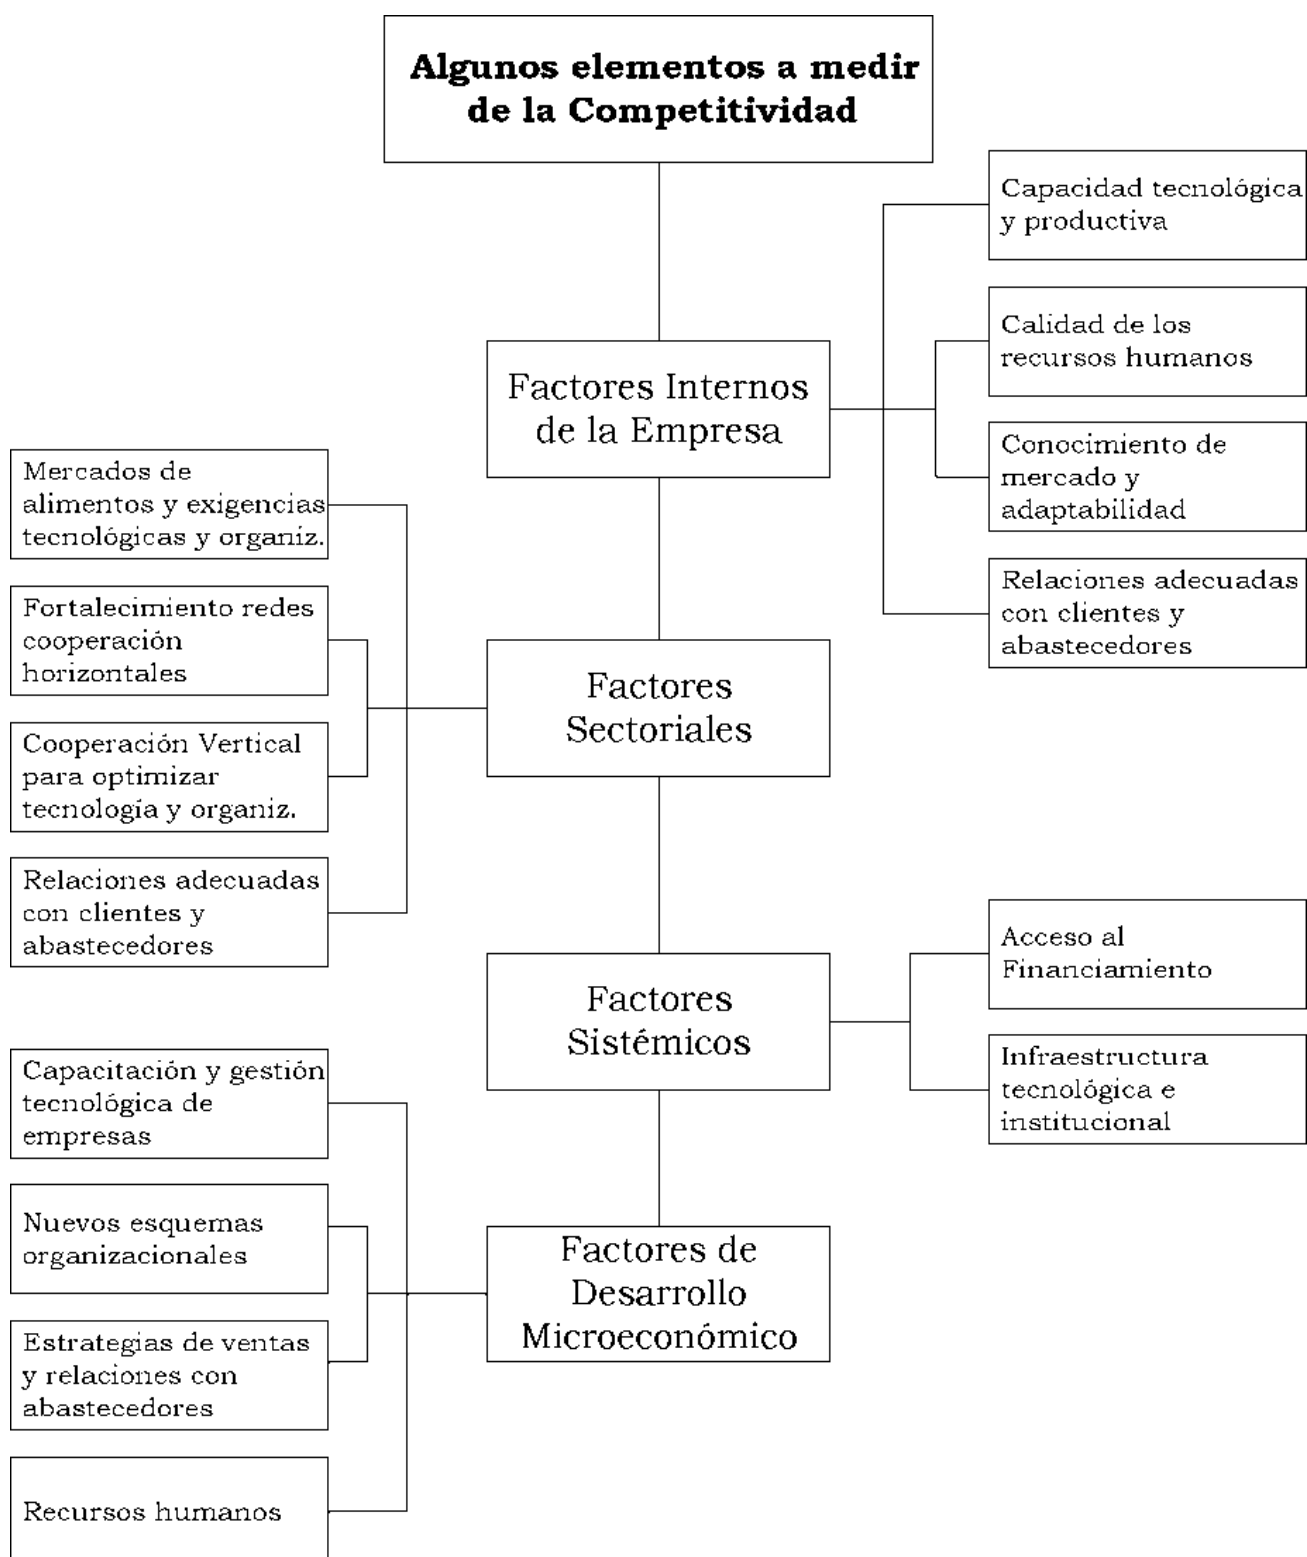 Algunos elementos a medir
de la Competitividad
Factores Internos
de la Empresa
Capacidad tecnológica
y productiva
Calidad de los
recursos humanos
Conocimiento de
mercado y
adaptabilidad
Relaciones adecuadas
con clientes y
abastecedores
Factores
Sectoriales
Mercados de
alimentos y exigencias
tecnológicas y organiz.
Fortalecimiento redes
cooperación
horizontales
Cooperación Vertical
para optimizar
tecnología y organiz.
Relaciones adecuadas
con clientes y
abastecedores
Factores
Sistémicos
Acceso al
Financiamiento
Infraestructura
tecnológica e
institucional
Factores de
Desarrollo
Microeconómico
Capacitación y gestión
tecnológica de
empresas
Nuevos esquemas
organizacionales
Estrategias de ventas
y relaciones con
abastecedores
Recursos humanos